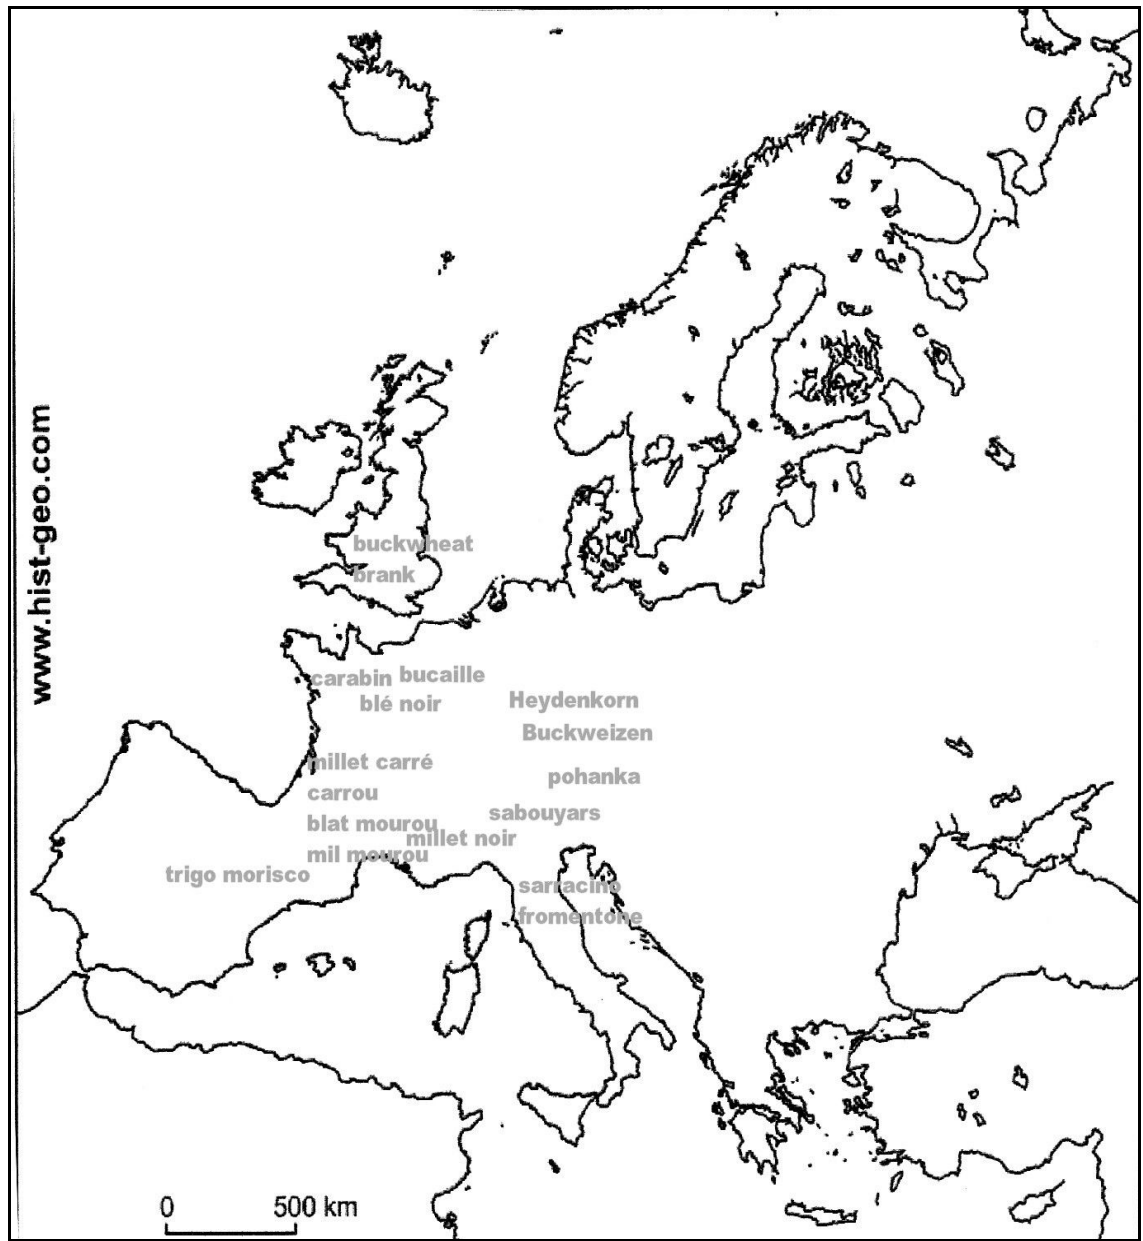 www.hist-geo.com
buckwheat
brank
carabin
bucaille
blé noir
Heydenkorn
Buckweizen
millet carré
pohanka
carrou
sabouyars
blat mourou
millet noir
mil mourou
trigo morisco
sarracino
fromentone
0 500 km